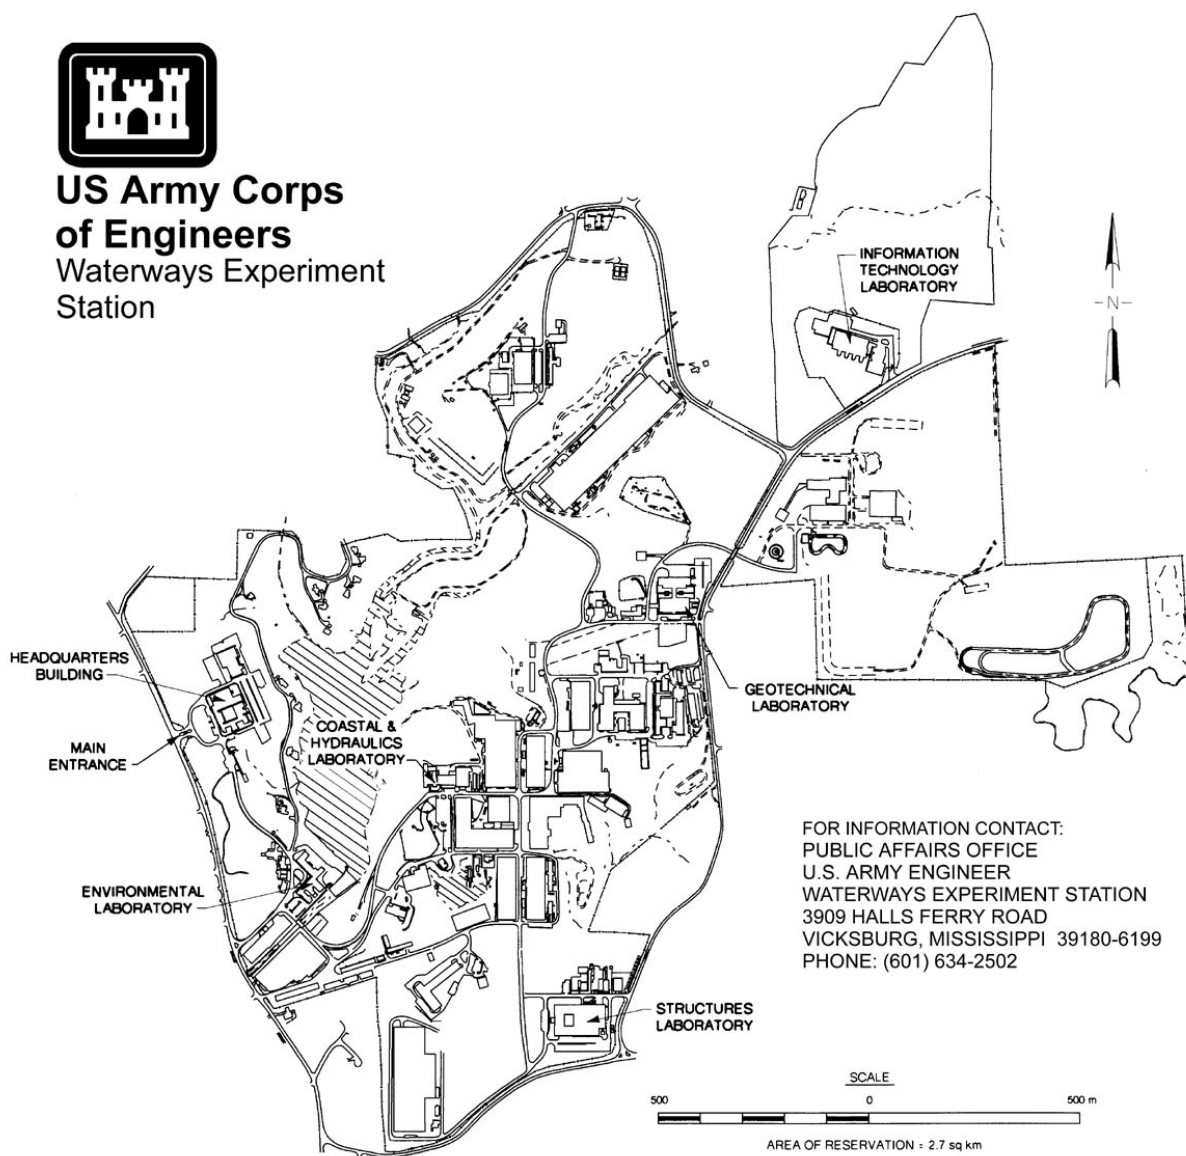 US Army Corps
of Engineers
Waterways Experiment
Station
INFORMATION
TECHNOLOGY
LABORATORY
N
HEADQUARTERS
BUILDING
MAIN
ENTRANCE
COASTAL &
HYDRAULICS
LABORATORY
GEOTECHNICAL
LABORATORY
ENVIRONMENTAL
LABORATORY
STRUCTURES
LABORATORY
FOR INFORMATION CONTACT:
PUBLIC AFFAIRS OFFICE
U.S. ARMY ENGINEER
WATERWAYS EXPERIMENT STATION
3909 HALLS FERRY ROAD
VICKSBURG, MISSISSIPPI 39180-6199
PHONE: (601) 634-2502
SCALE
500 0 500 m
AREA OF RESERVATION = 2.7 sq km